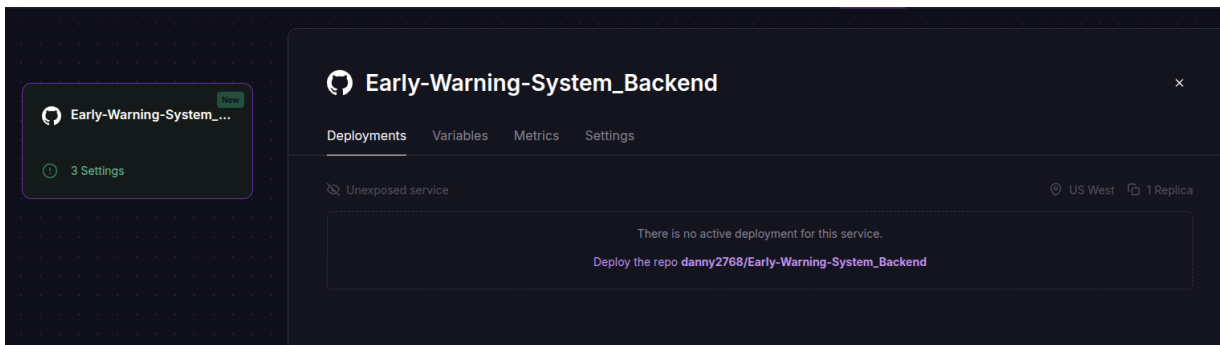 New
Early-Warning-System_...
3 Settings
Early-Warning-System_Backend
Deployments Variables Metrics Settings
Unexposed service US West 1 Replica
There is no active deployment for this service.
Deploy the repo danny2768/Early-Warning-System_Backend